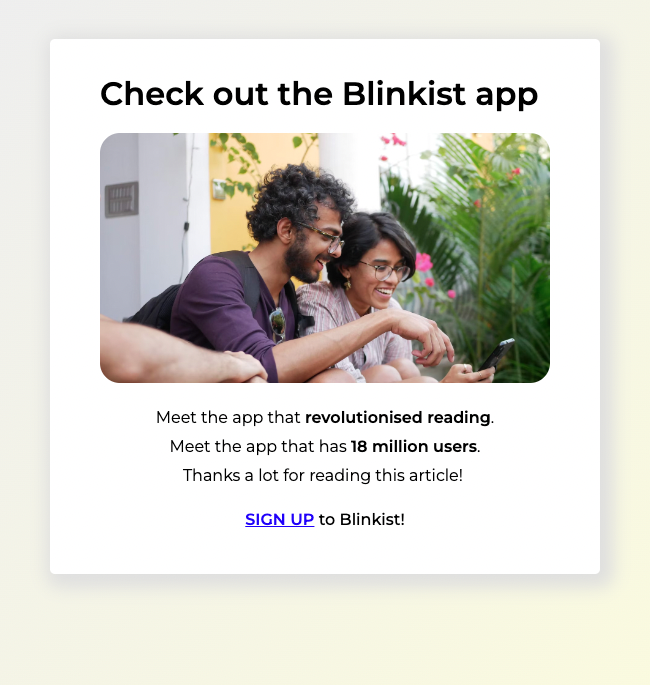 Check out the Blinkist app
Meet the app that revolutionised reading.
Meet the app that has 18 million users.
Thanks a lot for reading this article!
SIGN UP to Blinkist!